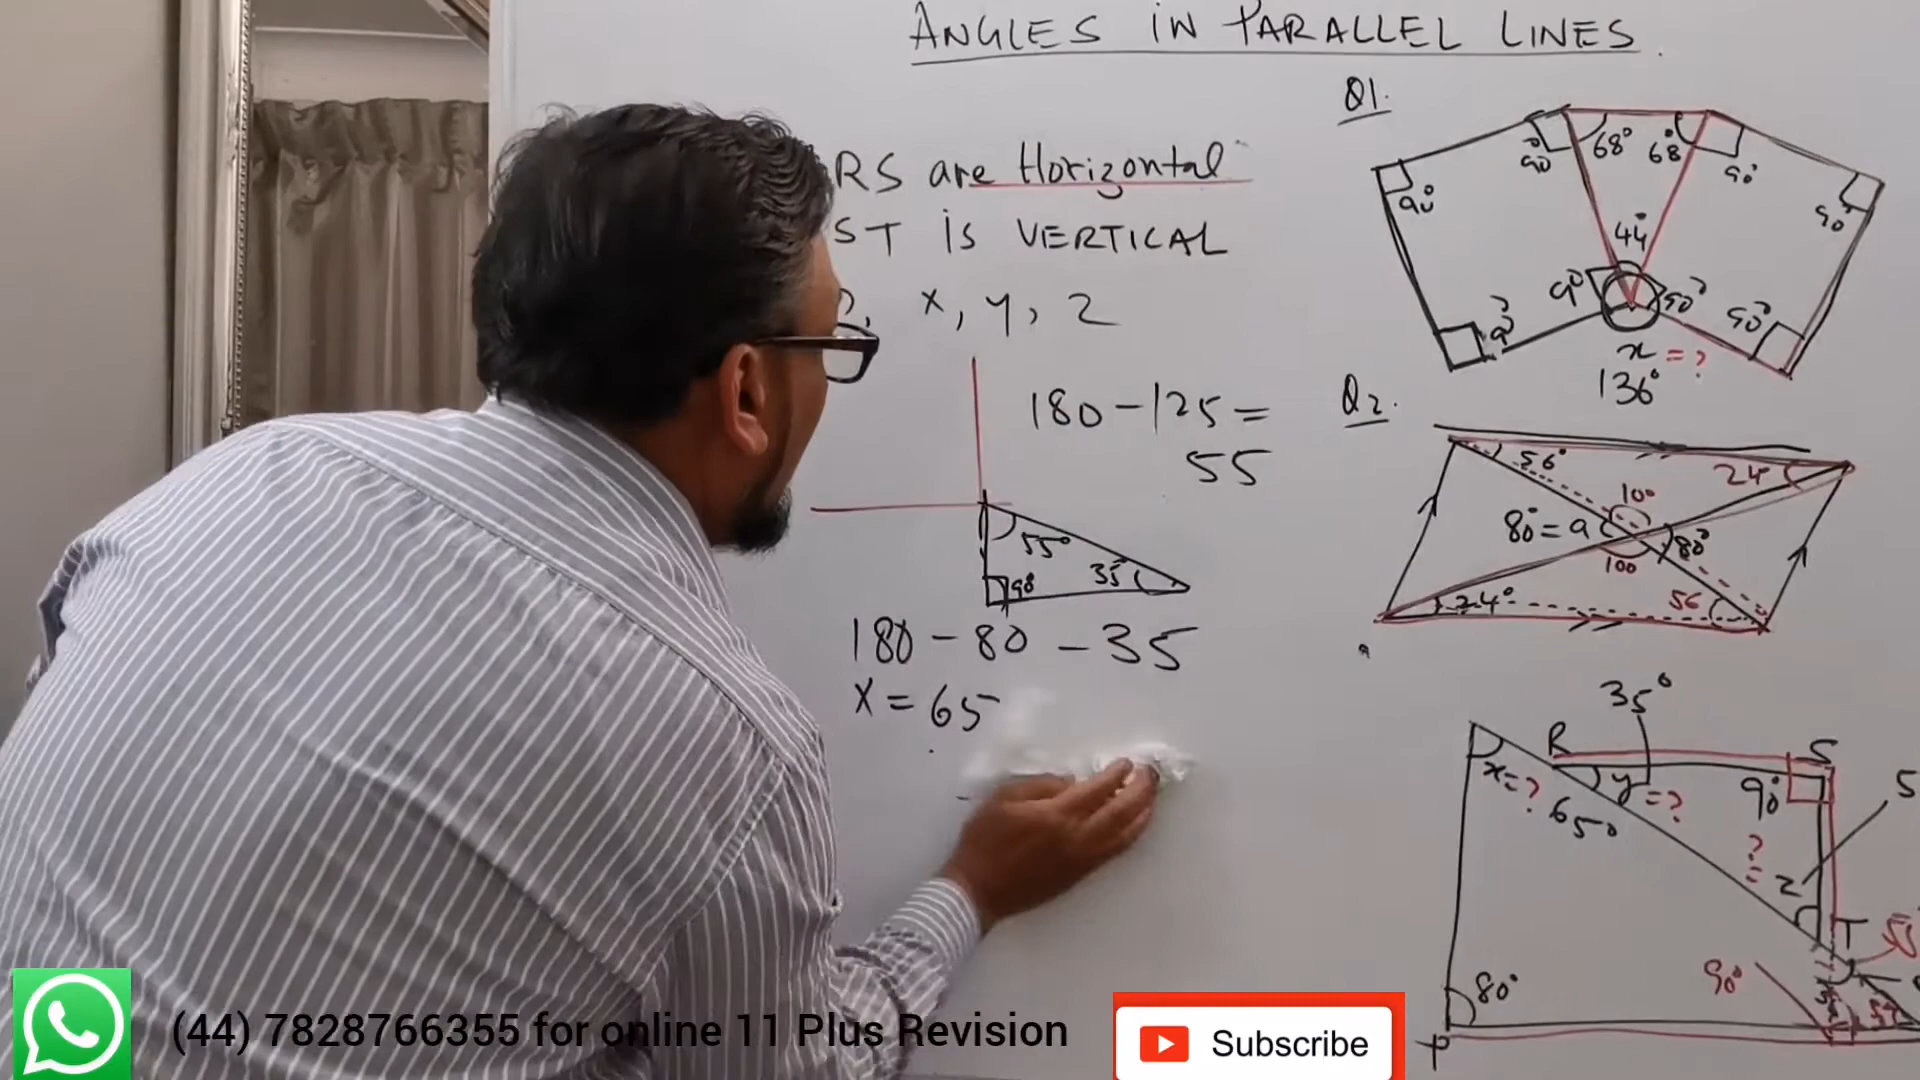 ANGLES IN PARALLEL LINES.
RS are Horizontal
ST IS VERTICAL
x, y, z
180 - 125 =
55
55°
90°
35
180 - 80 - 35
x = 65
Q1.
90° 68° 68° 90°
90°
90°
44°
90° 90° 90°
90°
x = ?
136°
Q2.
56° 24
100
80° = a 80°
100
24° 56
35°
R S
x = ? y = ? 90°
65°
?
=
z
T
90°
80°
P
(44) 7828766355 for online 11 Plus Revision
Subscribe